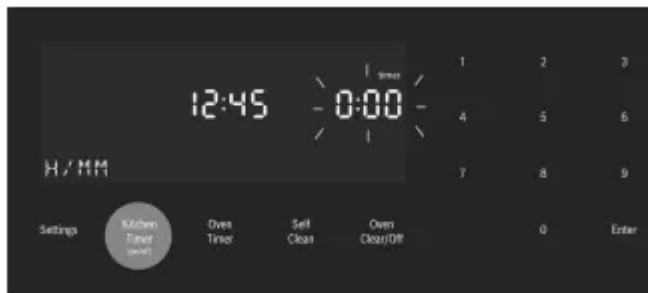 timer
12:45 0:00
H/MM
1 2 3
4 5 6
7 8 9
0 Enter
Settings
Kitchen
Timer
(on/off)
Oven
Timer
Self
Clean
Oven
Clear/Off